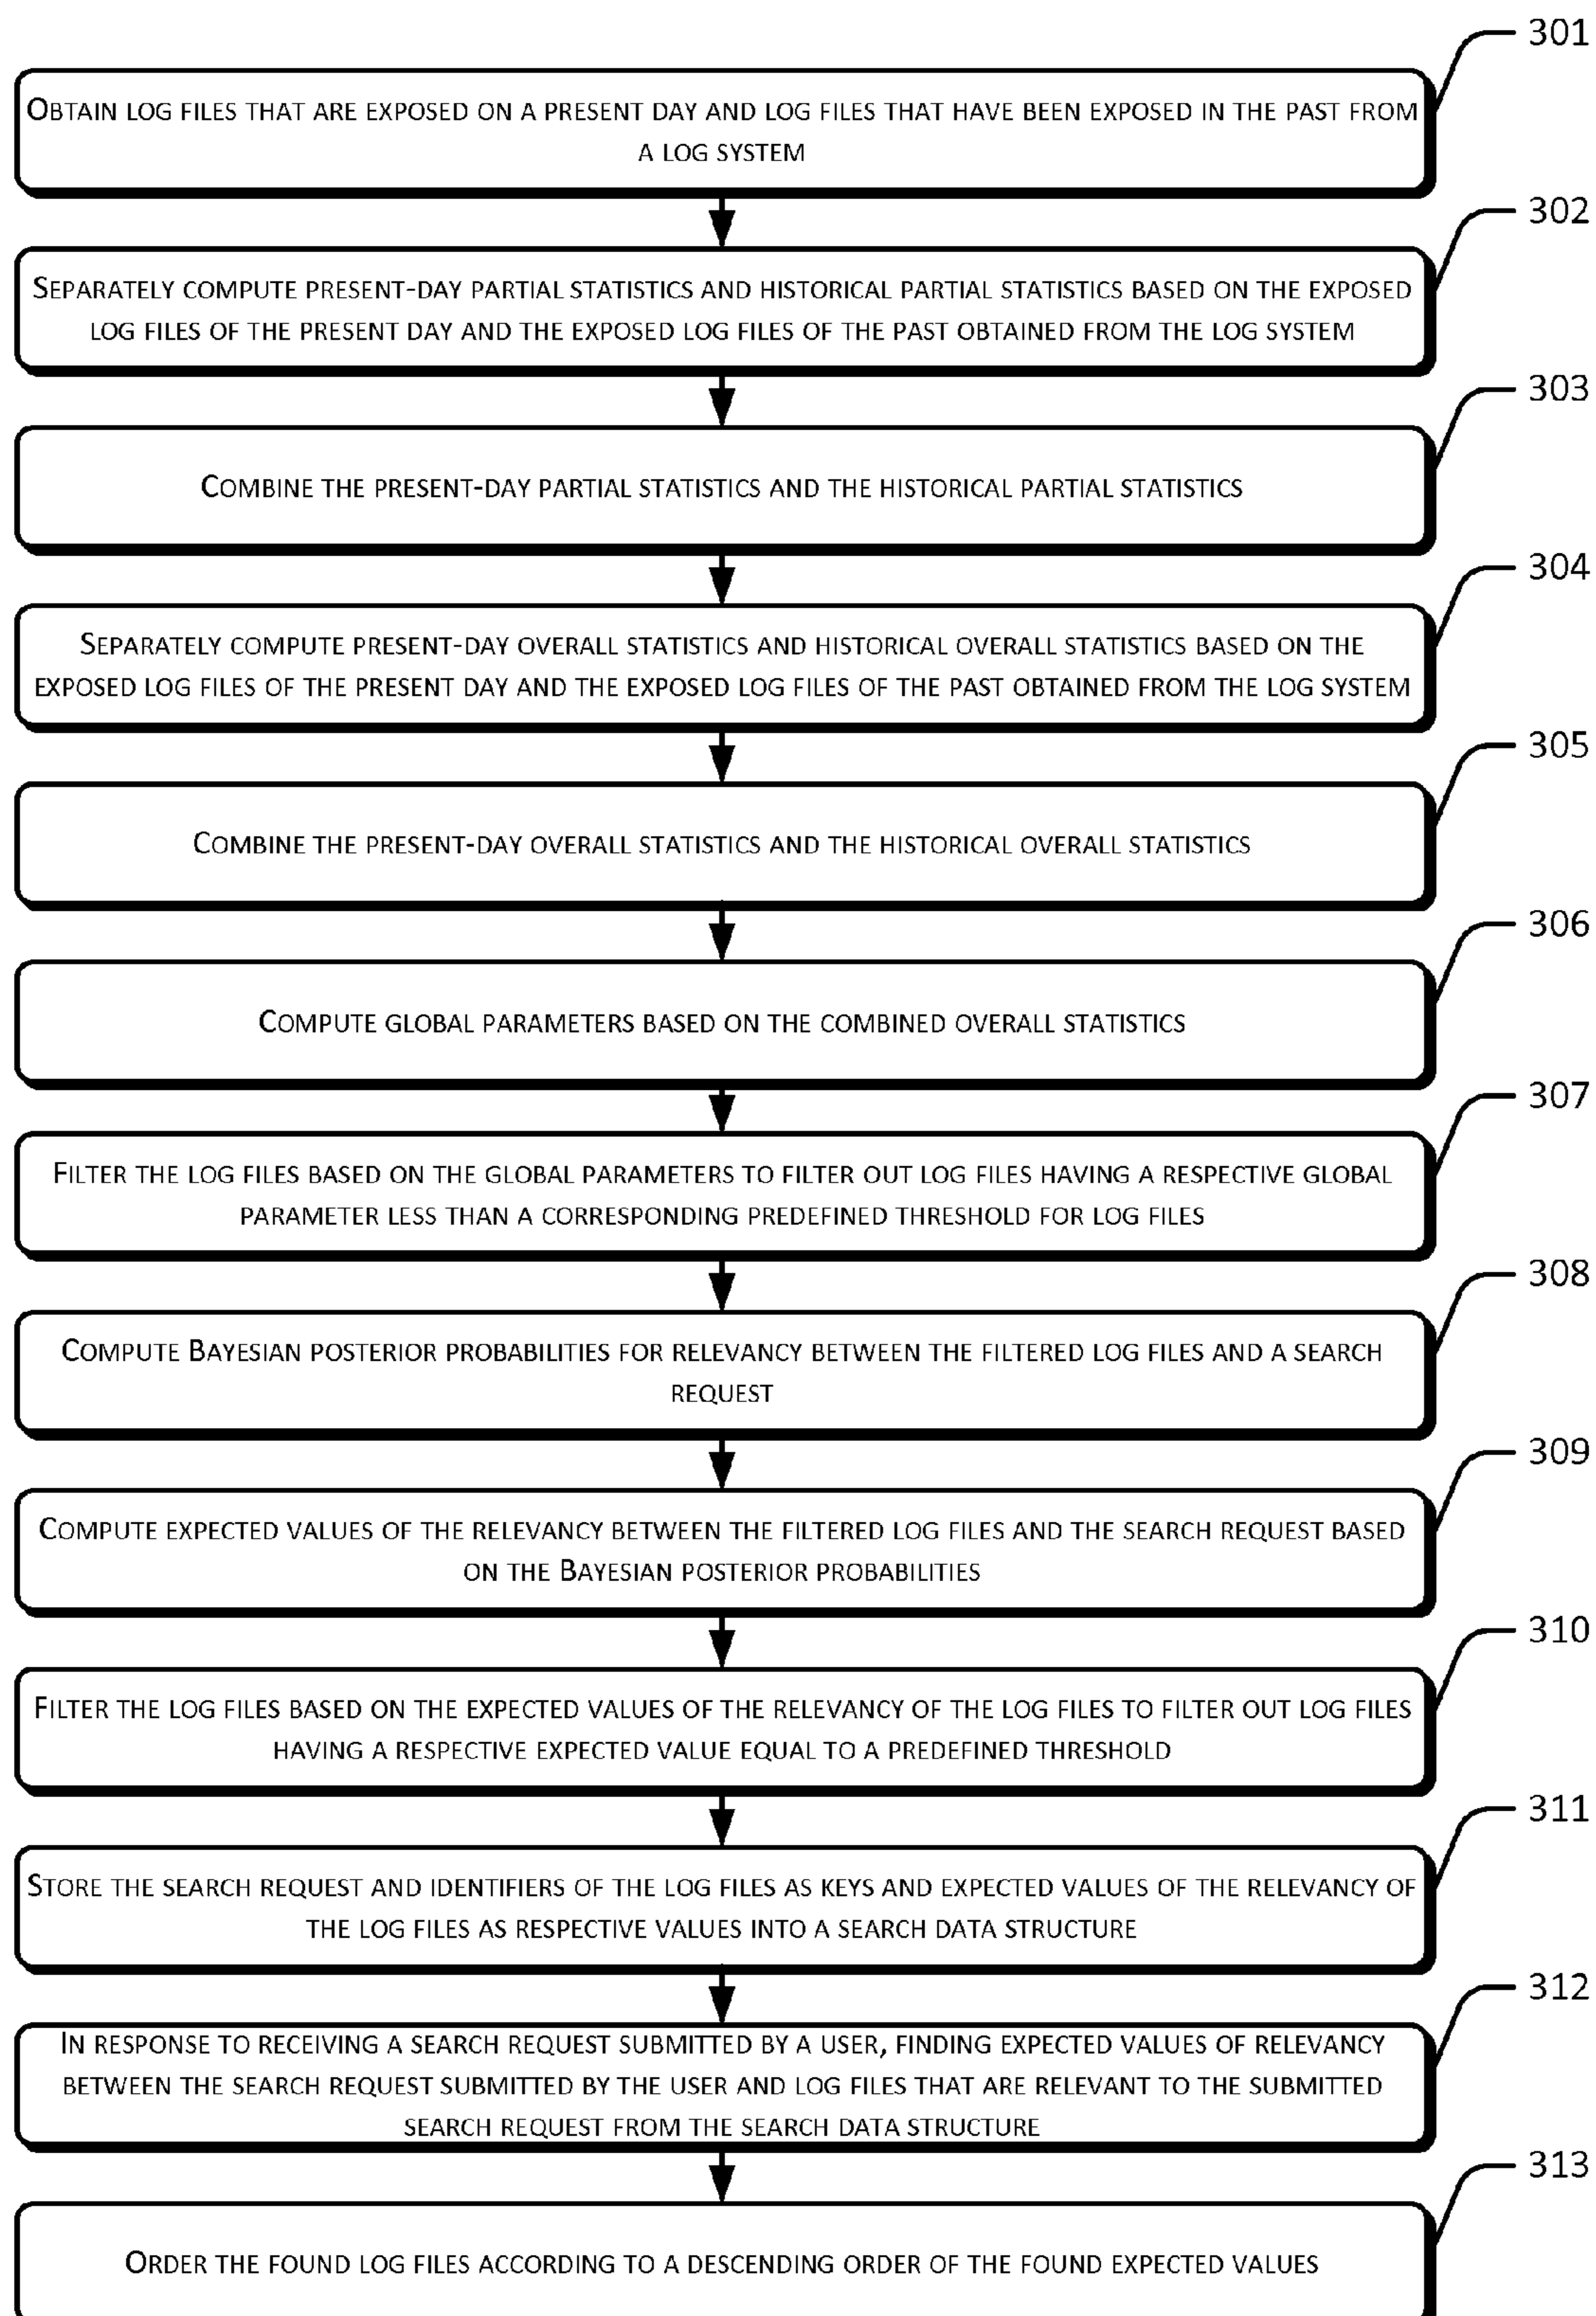 301
OBTAIN LOG FILES THAT ARE EXPOSED ON A PRESENT DAY AND LOG FILES THAT HAVE BEEN EXPOSED IN THE PAST FROM
A LOG SYSTEM
302
SEPARATELY COMPUTE PRESENT-DAY PARTIAL STATISTICS AND HISTORICAL PARTIAL STATISTICS BASED ON THE EXPOSED
LOG FILES OF THE PRESENT DAY AND THE EXPOSED LOG FILES OF THE PAST OBTAINED FROM THE LOG SYSTEM
303
COMBINE THE PRESENT-DAY PARTIAL STATISTICS AND THE HISTORICAL PARTIAL STATISTICS
304
SEPARATELY COMPUTE PRESENT-DAY OVERALL STATISTICS AND HISTORICAL OVERALL STATISTICS BASED ON THE
EXPOSED LOG FILES OF THE PRESENT DAY AND THE EXPOSED LOG FILES OF THE PAST OBTAINED FROM THE LOG SYSTEM
305
COMBINE THE PRESENT-DAY OVERALL STATISTICS AND THE HISTORICAL OVERALL STATISTICS
306
COMPUTE GLOBAL PARAMETERS BASED ON THE COMBINED OVERALL STATISTICS
307
FILTER THE LOG FILES BASED ON THE GLOBAL PARAMETERS TO FILTER OUT LOG FILES HAVING A RESPECTIVE GLOBAL
PARAMETER LESS THAN A CORRESPONDING PREDEFINED THRESHOLD FOR LOG FILES
308
COMPUTE BAYESIAN POSTERIOR PROBABILITIES FOR RELEVANCY BETWEEN THE FILTERED LOG FILES AND A SEARCH
REQUEST
309
COMPUTE EXPECTED VALUES OF THE RELEVANCY BETWEEN THE FILTERED LOG FILES AND THE SEARCH REQUEST BASED
ON THE BAYESIAN POSTERIOR PROBABILITIES
310
FILTER THE LOG FILES BASED ON THE EXPECTED VALUES OF THE RELEVANCY OF THE LOG FILES TO FILTER OUT LOG FILES
HAVING A RESPECTIVE EXPECTED VALUE EQUAL TO A PREDEFINED THRESHOLD
311
STORE THE SEARCH REQUEST AND IDENTIFIERS OF THE LOG FILES AS KEYS AND EXPECTED VALUES OF THE RELEVANCY OF
THE LOG FILES AS RESPECTIVE VALUES INTO A SEARCH DATA STRUCTURE
312
IN RESPONSE TO RECEIVING A SEARCH REQUEST SUBMITTED BY A USER, FINDING EXPECTED VALUES OF RELEVANCY
BETWEEN THE SEARCH REQUEST SUBMITTED BY THE USER AND LOG FILES THAT ARE RELEVANT TO THE SUBMITTED
SEARCH REQUEST FROM THE SEARCH DATA STRUCTURE
313
ORDER THE FOUND LOG FILES ACCORDING TO A DESCENDING ORDER OF THE FOUND EXPECTED VALUES